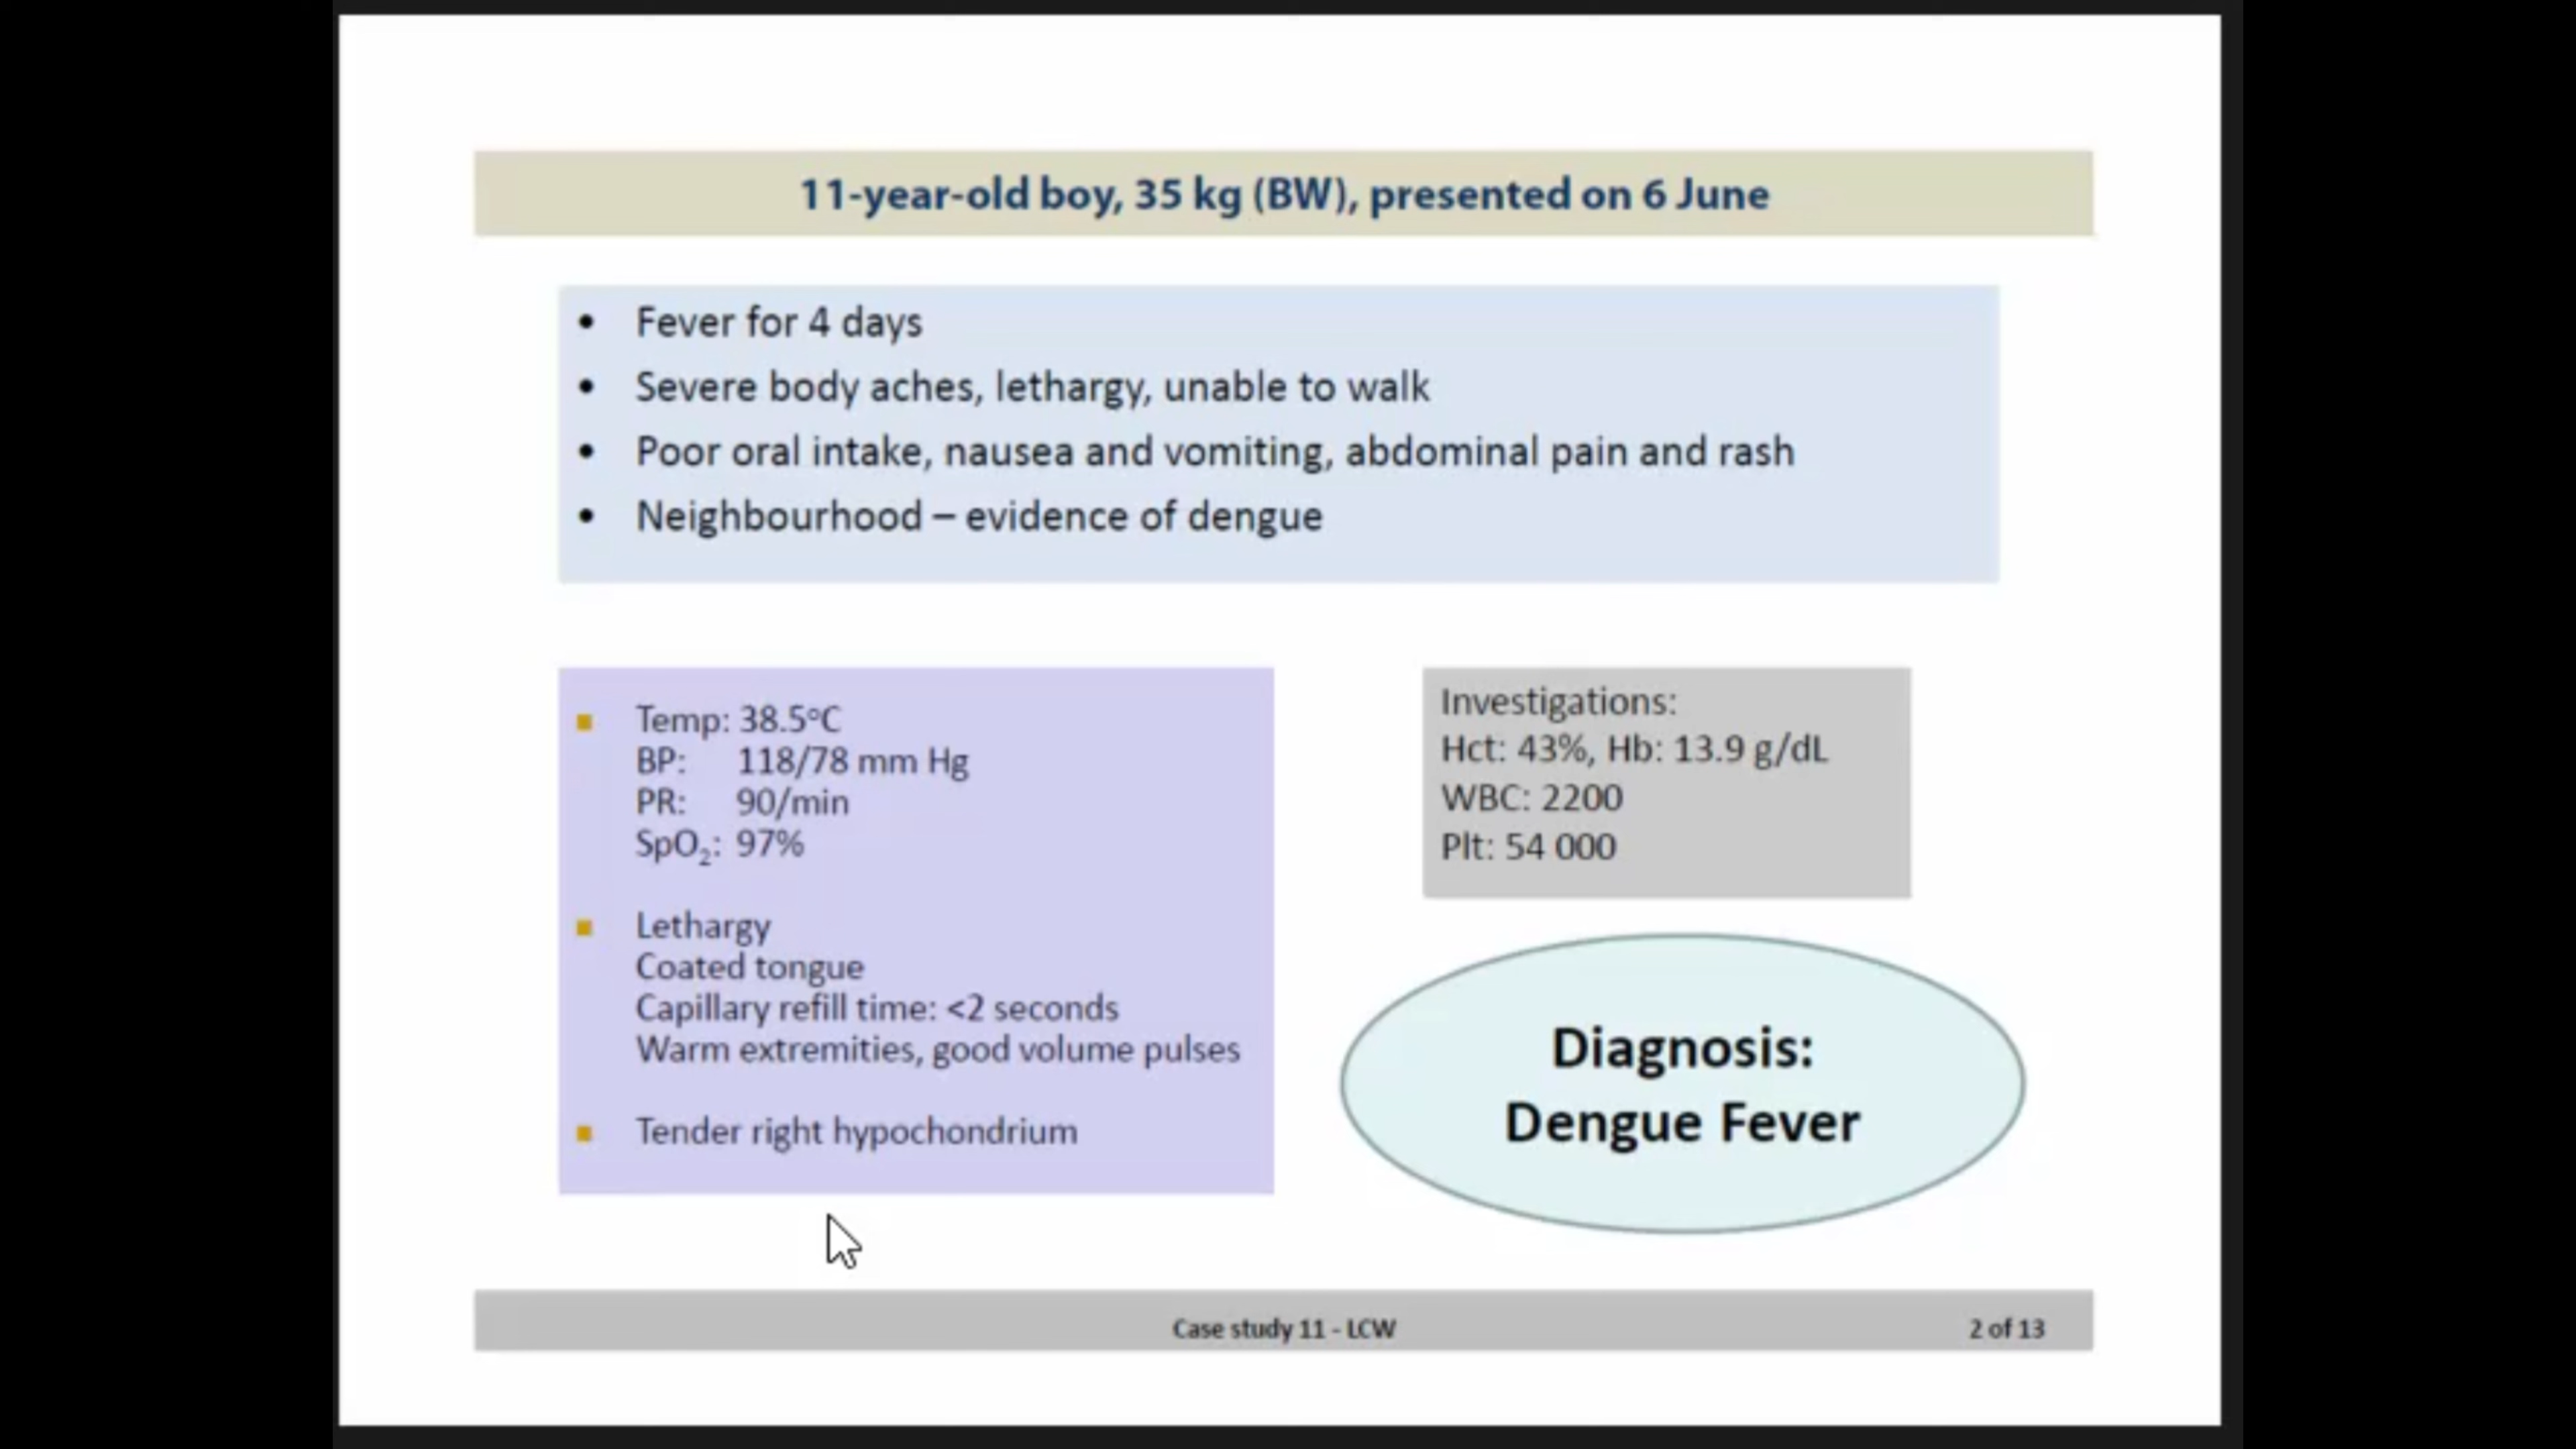 11-year-old boy, 35 kg (BW), presented on 6 June
• Fever for 4 days
• Severe body aches, lethargy, unable to walk
• Poor oral intake, nausea and vomiting, abdominal pain and rash
• Neighbourhood – evidence of dengue
▪ Temp: 38.5°C
BP: 118/78 mm Hg
PR: 90/min
SpO₂: 97%
▪ Lethargy
Coated tongue
Capillary refill time: <2 seconds
Warm extremities, good volume pulses
▪ Tender right hypochondrium
Investigations:
Hct: 43%, Hb: 13.9 g/dL
WBC: 2200
Plt: 54 000
Diagnosis:
Dengue Fever
Case study 11 - LCW
2 of 13